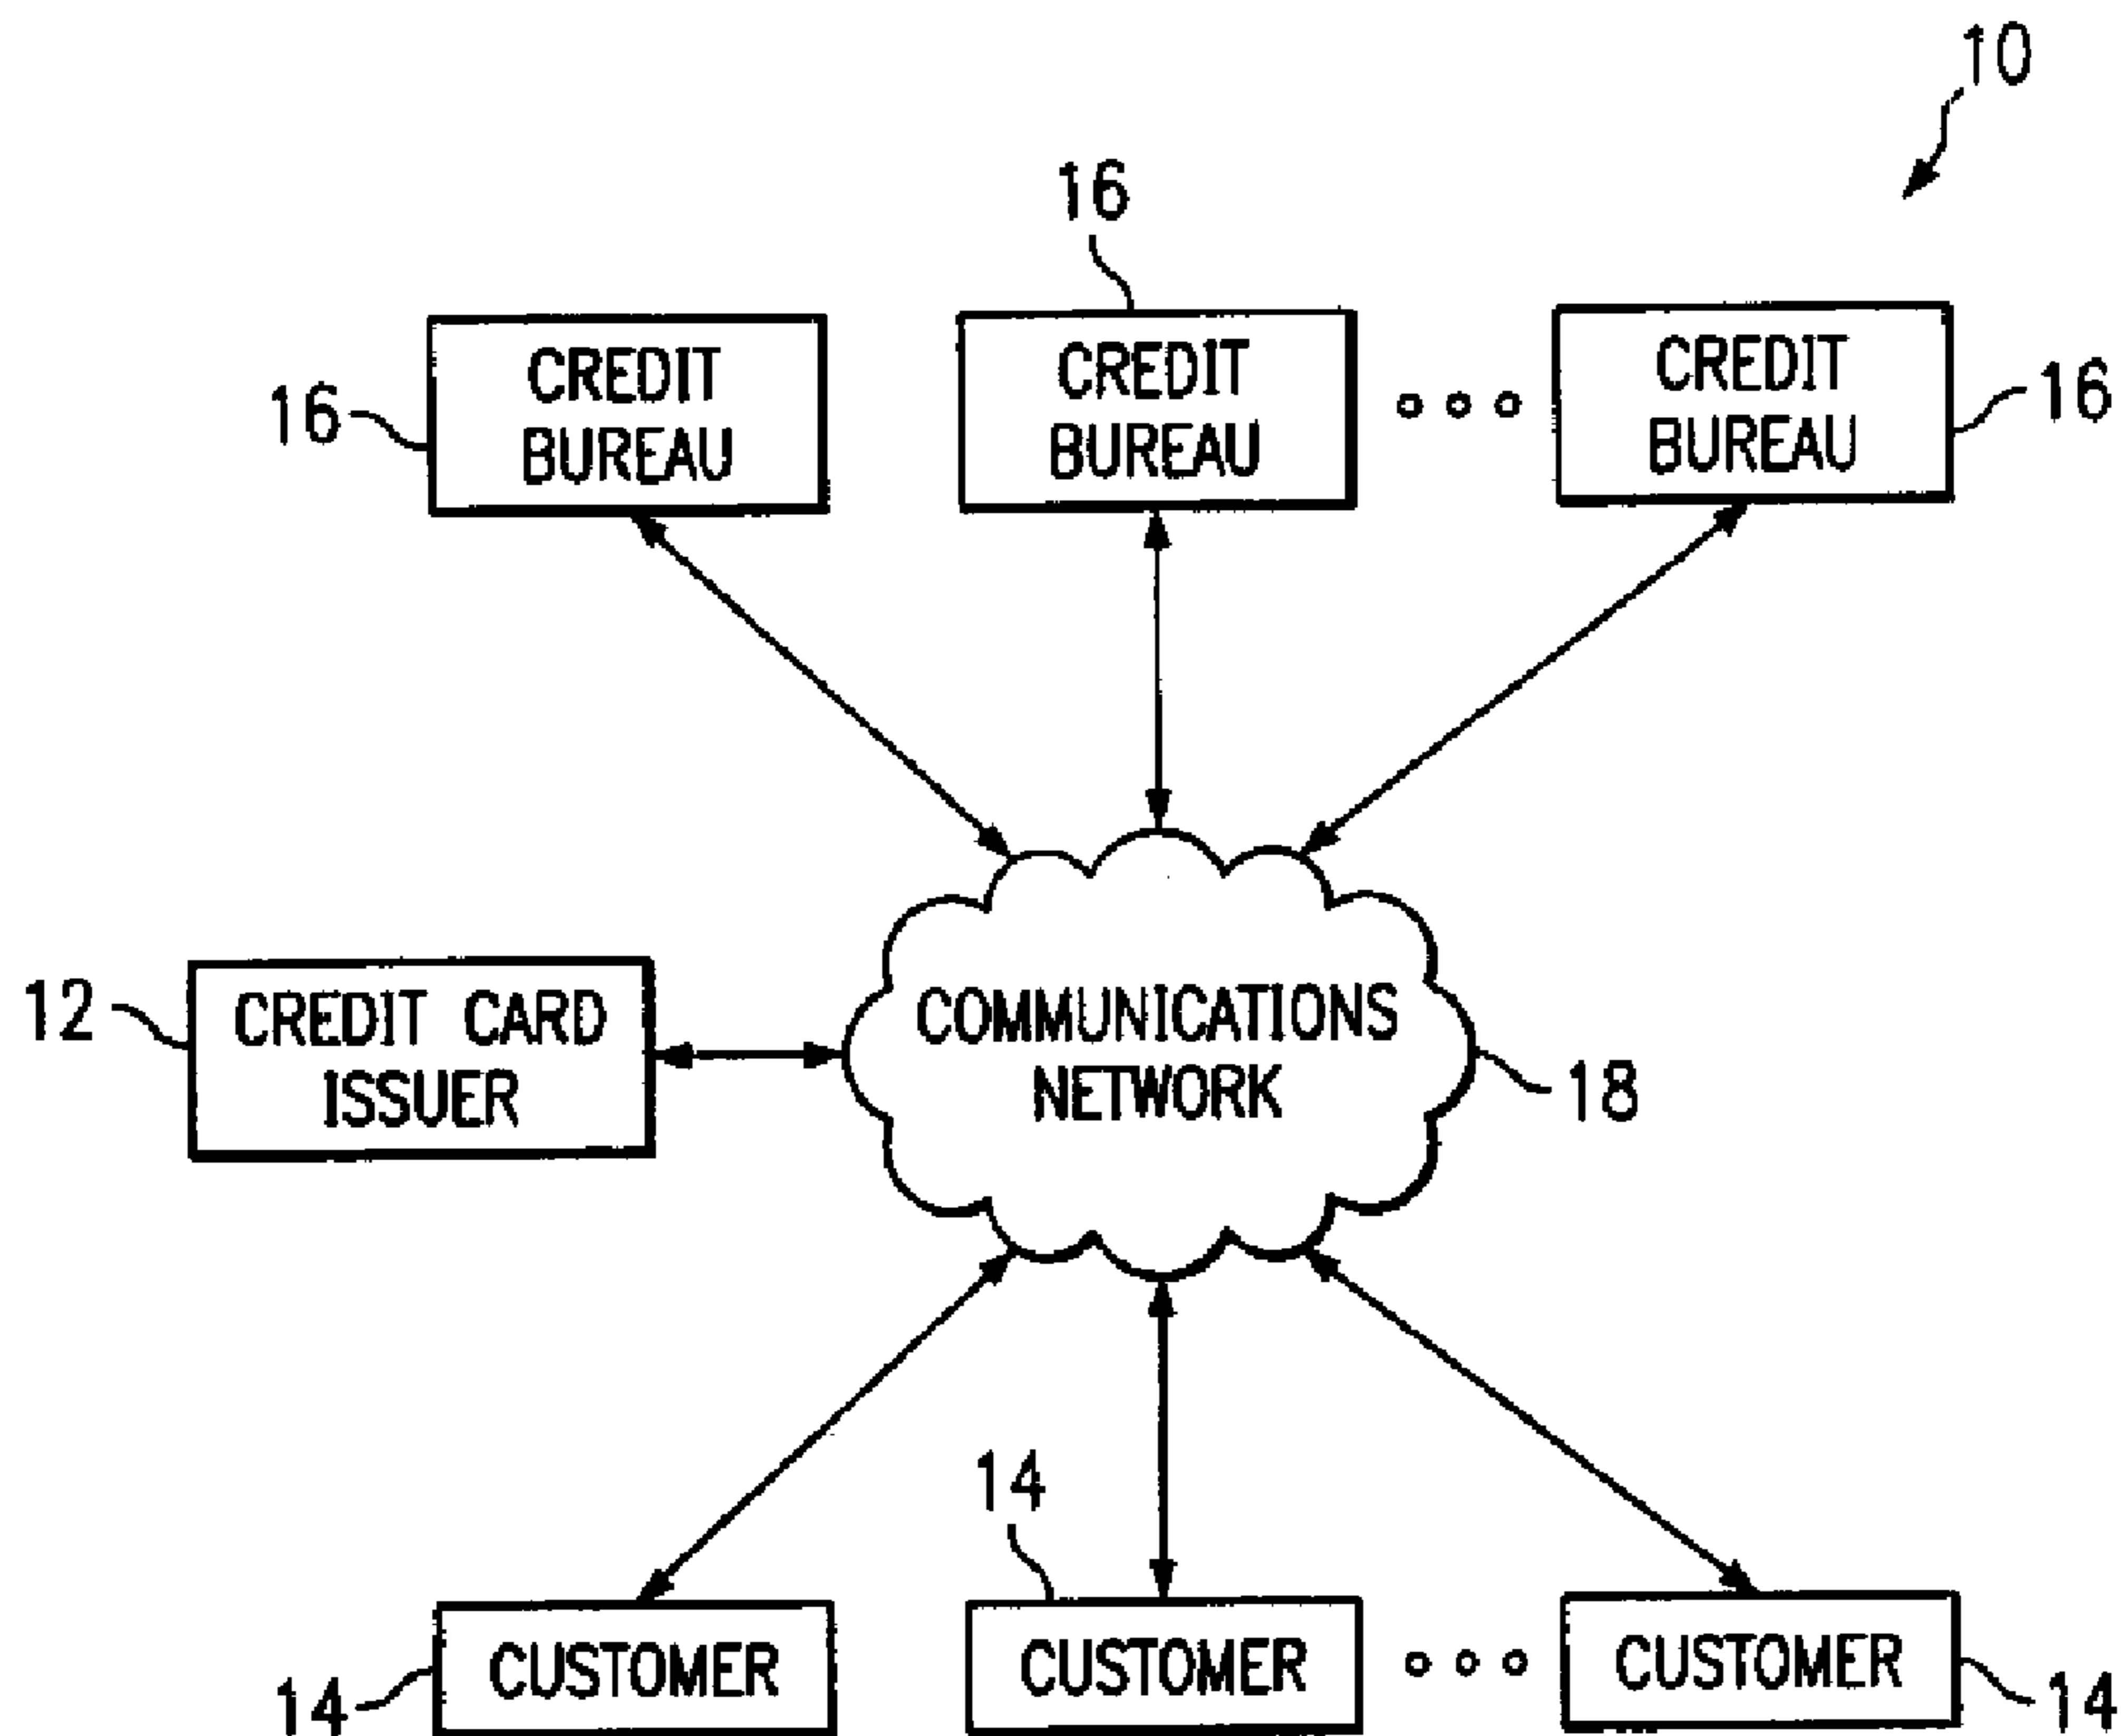 10
16
CREDIT
BUREAU
16
CREDIT
BUREAU
CREDIT
BUREAU
16
12
CREDIT CARD
ISSUER
COMMUNICATIONS
NETWORK
18
14
14
CUSTOMER
CUSTOMER
CUSTOMER
14